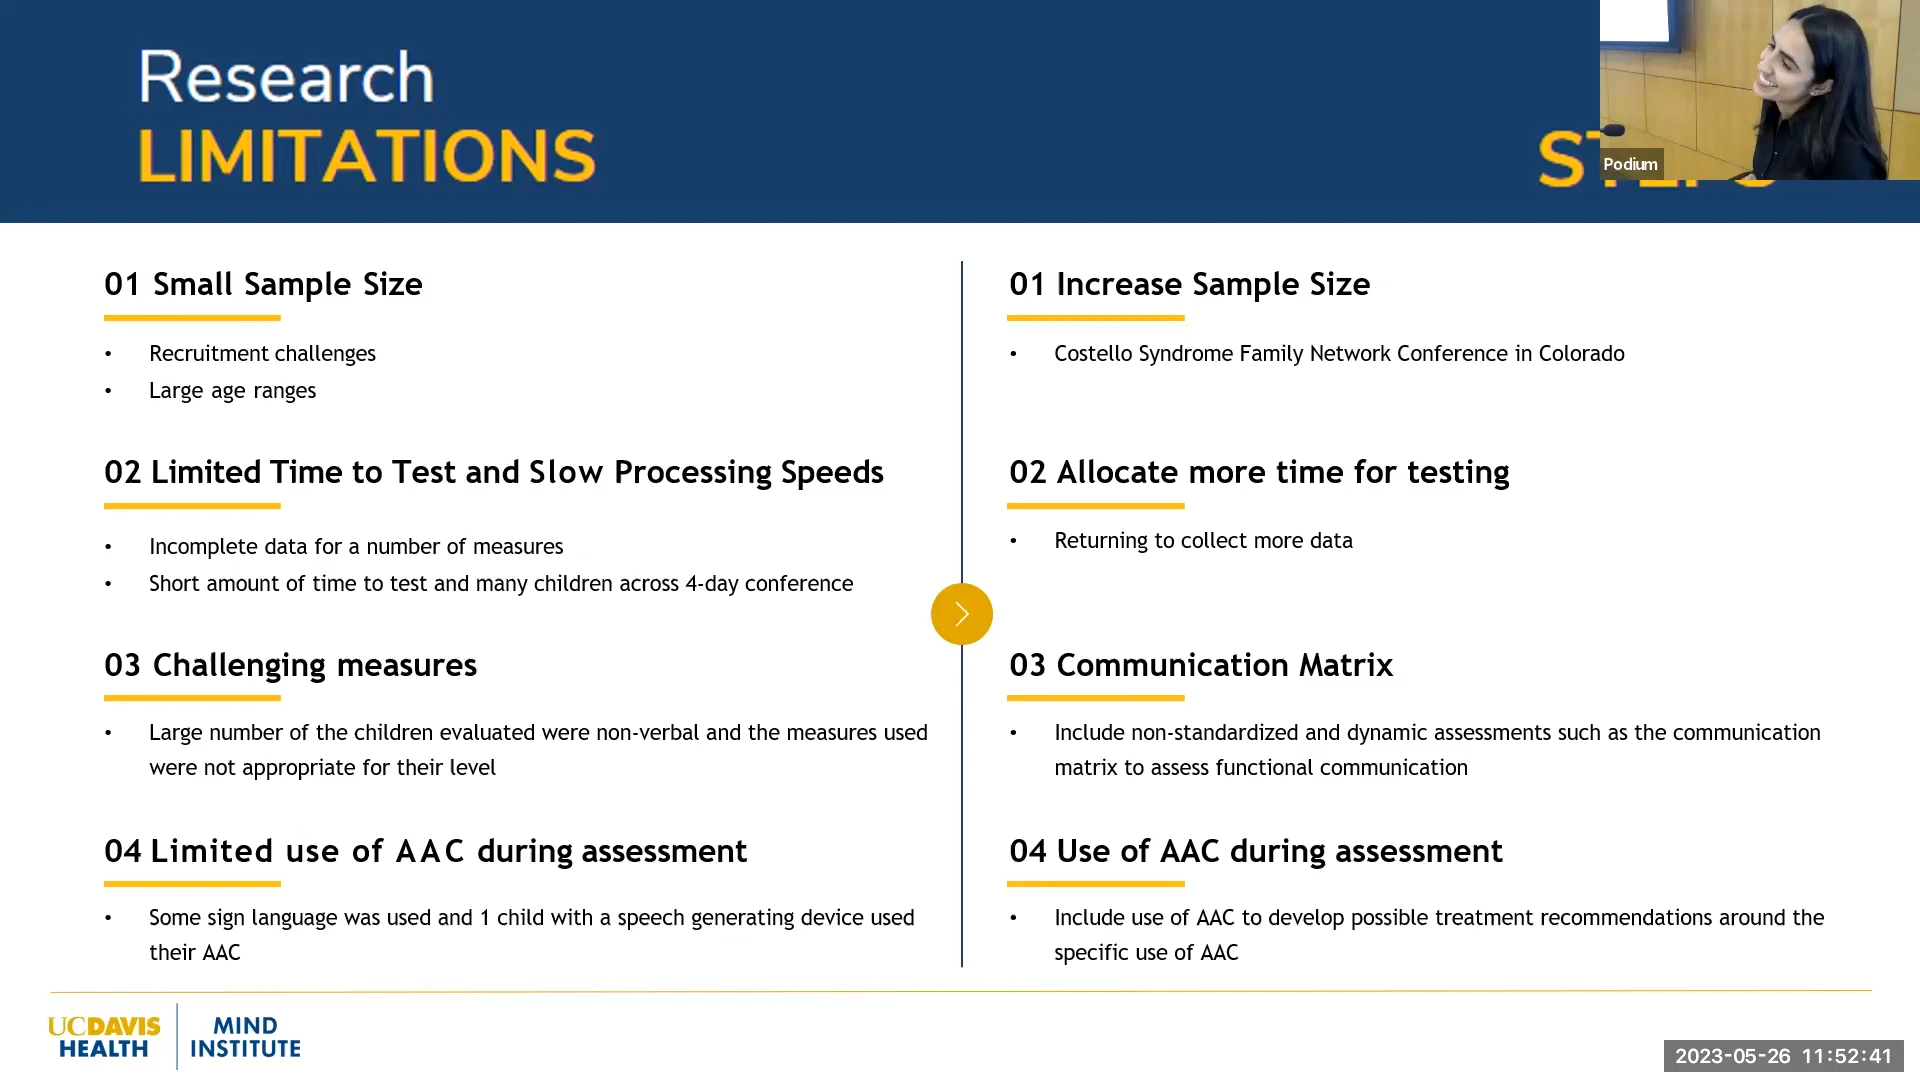 Research
LIMITATIONS
Podium
01 Small Sample Size
• Recruitment challenges
• Large age ranges
02 Limited Time to Test and Slow Processing Speeds
• Incomplete data for a number of measures
• Short amount of time to test and many children across 4-day conference
03 Challenging measures
• Large number of the children evaluated were non-verbal and the measures used
were not appropriate for their level
04 Limited use of AAC during assessment
• Some sign language was used and 1 child with a speech generating device used
their AAC
01 Increase Sample Size
• Costello Syndrome Family Network Conference in Colorado
02 Allocate more time for testing
• Returning to collect more data
03 Communication Matrix
• Include non-standardized and dynamic assessments such as the communication
matrix to assess functional communication
04 Use of AAC during assessment
• Include use of AAC to develop possible treatment recommendations around the
specific use of AAC
UCDAVIS
HEALTH
MIND
INSTITUTE
2023-05-26 11:52:41